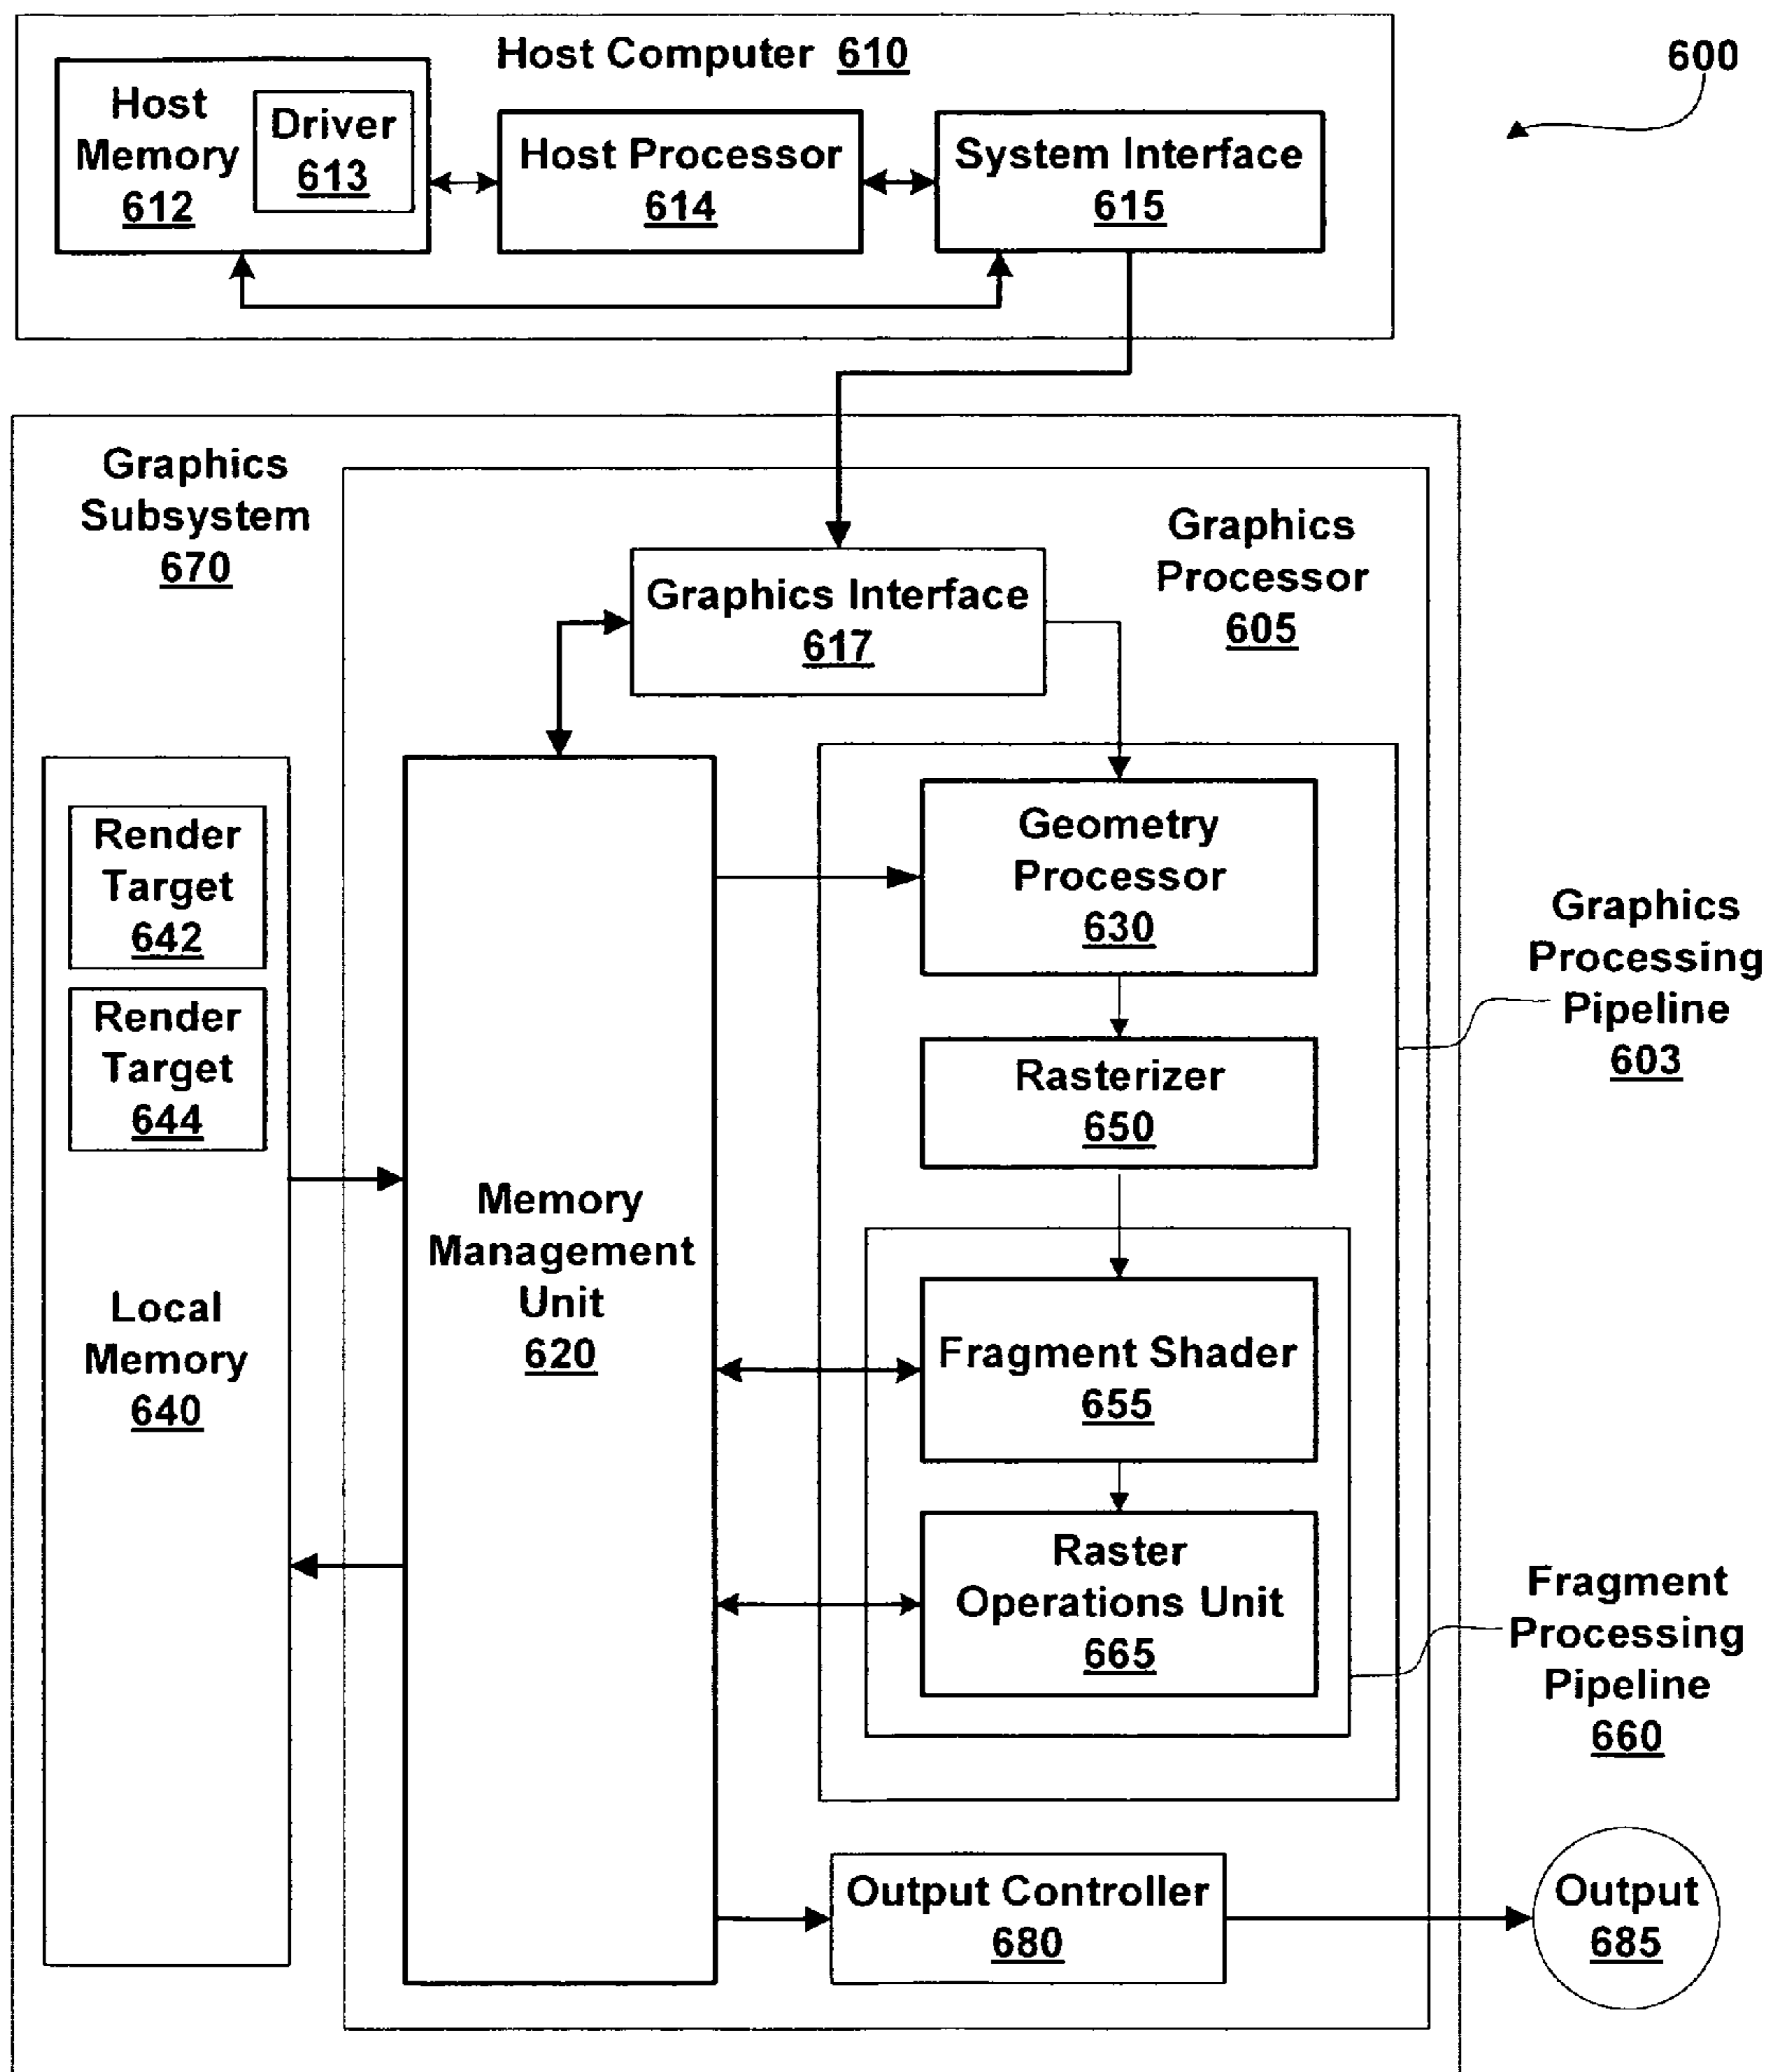 Host Computer 610
600
Host
Memory
612
Driver
613
Host Processor
614
System Interface
615
Graphics
Subsystem
670
Graphics
Processor
605
Graphics Interface
617
Render
Target
642
Render
Target
644
Local
Memory
640
Memory
Management
Unit
620
Geometry
Processor
630
Rasterizer
650
Fragment Shader
655
Raster
Operations Unit
665
Graphics
Processing
Pipeline
603
Fragment
Processing
Pipeline
660
Output Controller
680
Output
685